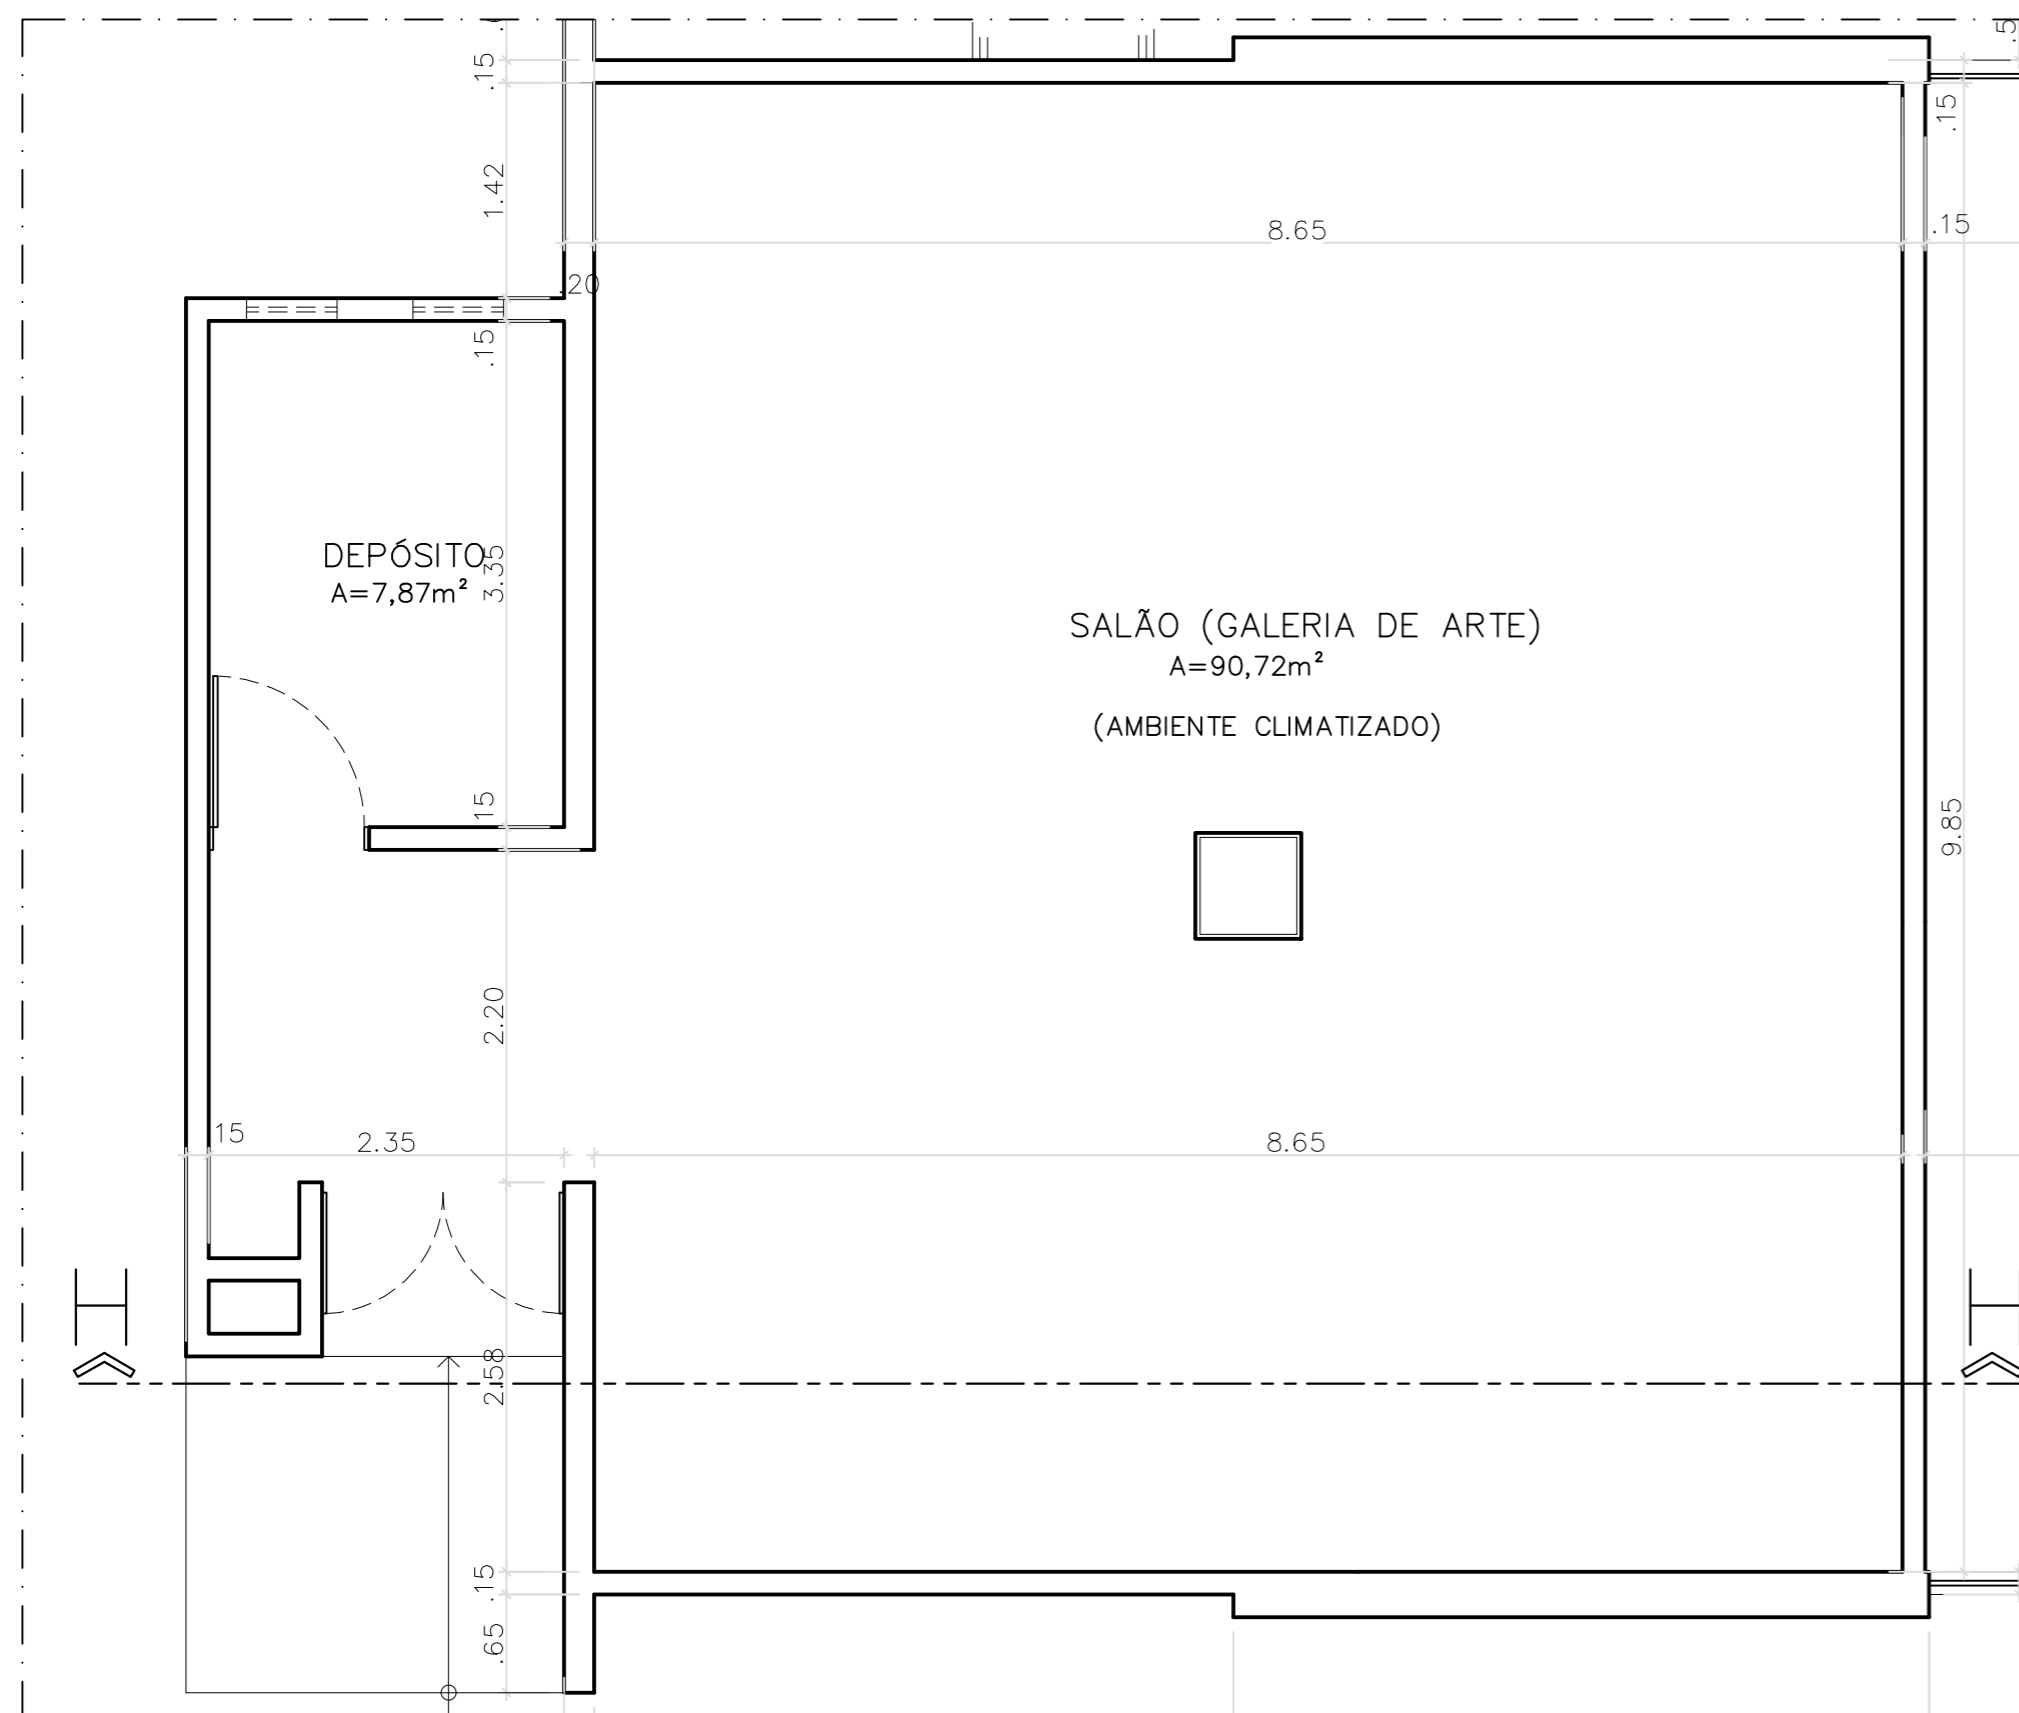 .5
.15
.15
1.42
8.65
.15
.20
.15
DEPÓSITO
A=7,87m²
3.35
SALÃO (GALERIA DE ARTE)
A=90,72m²
(AMBIENTE CLIMATIZADO)
15
9.85
2.20
15
2.35
8.65
H
H
2.58
.15
.65